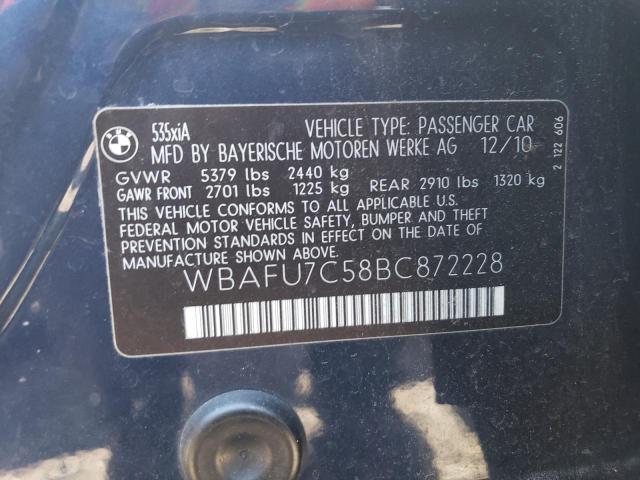 BMW
535xiA VEHICLE TYPE: PASSENGER CAR
MFD BY BAYERISCHE MOTOREN WERKE AG 12/10
GVWR 5379 lbs 2440 kg
GAWR FRONT 2701 lbs 1225 kg REAR 2910 lbs 1320 kg
THIS VEHICLE CONFORMS TO ALL APPLICABLE U.S.
FEDERAL MOTOR VEHICLE SAFETY, BUMPER AND THEFT
PREVENTION STANDARDS IN EFFECT ON THE DATE OF
MANUFACTURE SHOWN ABOVE.
WBAFU7C58BC872228
2 122 606